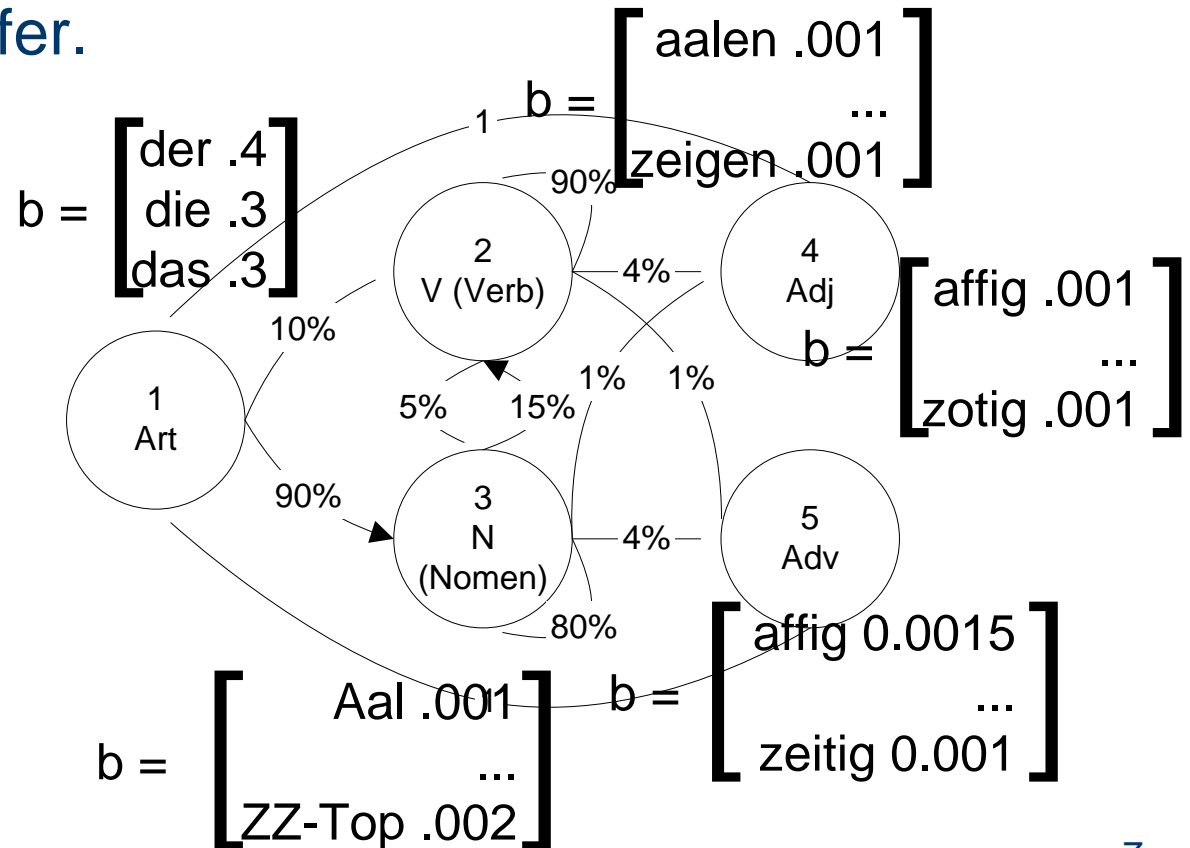 fer.
b =
aalen .001
...
zeigen .001
b =
der .4
die .3
das .3
1
90%
2
V (Verb)
4%
4
Adj
b =
affig .001
...
zotig .001
10%
1
Art
5%
15%
1%
1%
90%
3
N
(Nomen)
4%
5
Adv
80%
b =
Aal .001
...
ZZ-Top .002
1
b =
affig 0.0015
...
zeitig 0.001